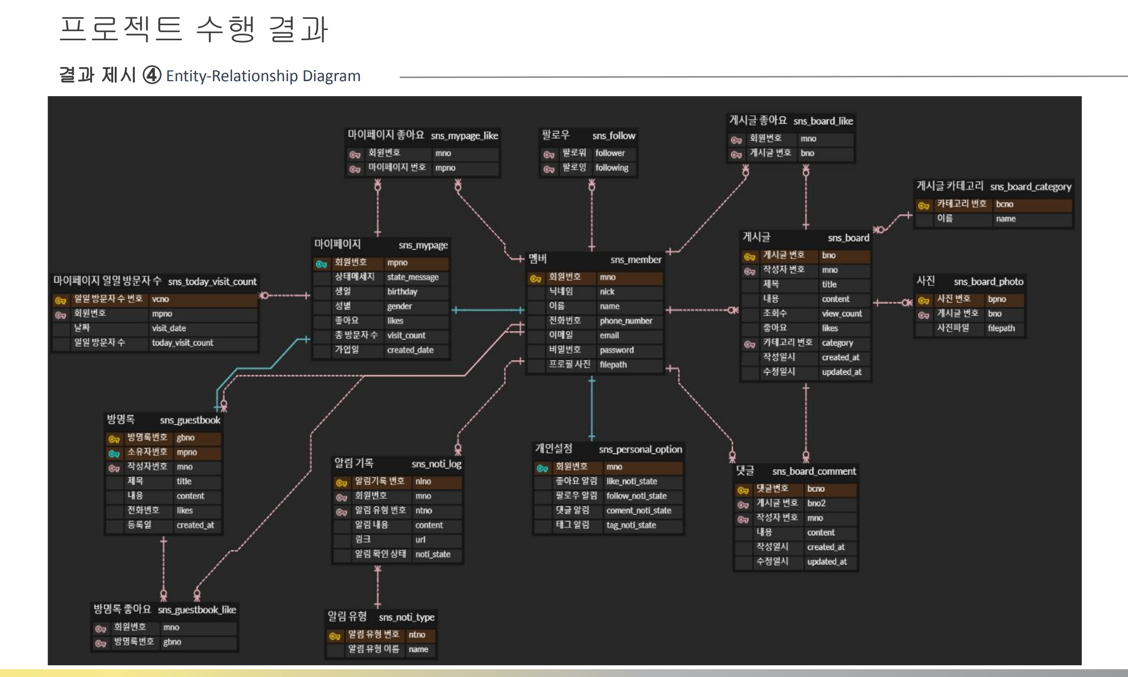 프로젝트 수행 결과
결과 제시 ④ Entity-Relationship Diagram
마이페이지 좋아요 sns_mypage_like
회원번호 mno
마이페이지 번호 mpno
팔로우 sns_follow
팔로워 follower
팔로잉 following
게시글 좋아요 sns_board_like
회원번호 mno
게시글 번호 bno
게시글 카테고리 sns_board_category
카테고리 번호 bcno
이름 name
마이페이지 sns_mypage
회원번호 mpno
상태메세지 state_message
생일 birthday
성별 gender
좋아요 likes
총 방문자 수 visit_count
가입일 created_date
멤버 sns_member
회원번호 mno
닉네임 nick
이름 name
전화번호 phone_number
이메일 email
비밀번호 password
프로필 사진 filepath
게시글 sns_board
게시글 번호 bno
작성자 번호 mno
제목 title
내용 content
조회수 view_count
좋아요 likes
카테고리 번호 category
작성일시 created_at
수정일시 updated_at
마이페이지 일일 방문자 수 sns_today_visit_count
일일 방문자 수 번호 vcno
회원번호 mpno
날짜 visit_date
일일 방문자 수 today_visit_count
사진 sns_board_photo
사진 번호 bpno
게시글 번호 bno
사진파일 filepath
방명록 sns_guestbook
방명록번호 gbno
소유자번호 mpno
작성자번호 mno
제목 title
내용 content
전화번호 likes
등록일 created_at
알림 기록 sns_noti_log
알림기록 번호 nlno
회원번호 mno
알림 유형 번호 ntno
알림 내용 content
링크 url
알림 확인 상태 noti_state
개인설정 sns_personal_option
회원번호 mno
좋아요 알림 like_noti_state
팔로우 알림 follow_noti_state
댓글 알림 coment_noti_state
태그 알림 tag_noti_state
댓글 sns_board_comment
댓글번호 bcno
게시글 번호 bno2
작성자 번호 mno
내용 content
작성일시 created_at
수정일시 updated_at
방명록 좋아요 sns_guestbook_like
회원번호 mno
방명록번호 gbno
알림 유형 sns_noti_type
알림 유형 번호 ntno
알림 유형 이름 name